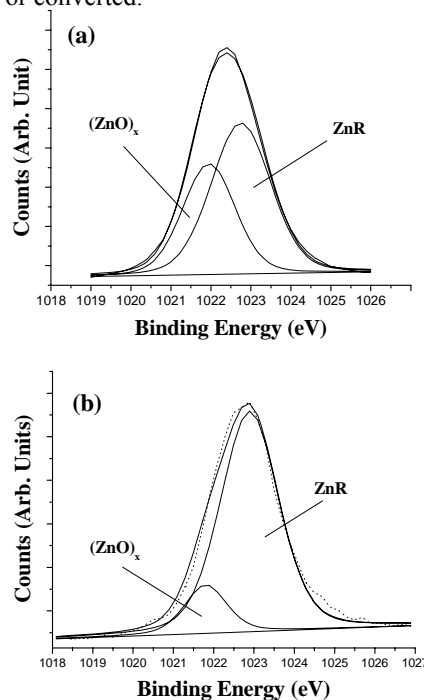 or converted.
(a)
(ZnO)x
ZnR
Counts (Arb. Unit)
1018 1019 1020 1021 1022 1023 1024 1025 1026
Binding Energy (eV)
(b)
ZnR
(ZnO)x
Counts (Arb. Units)
1018 1019 1020 1021 1022 1023 1024 1025 1026 1027
Binding Energy (eV)